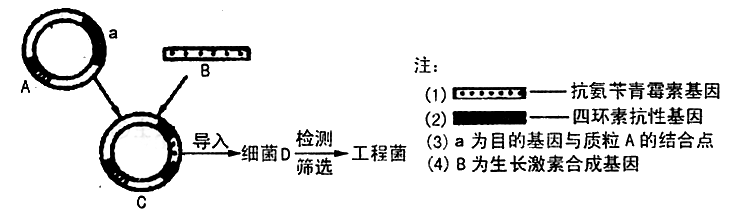 a
A
B
C
导入
细菌D
检测
筛选
工程菌
注:
(1) ——抗氨苄青霉素基因
(2) ——四环素抗性基因
(3) a 为目的基因与质粒 A 的结合点
(4) B 为生长激素合成基因